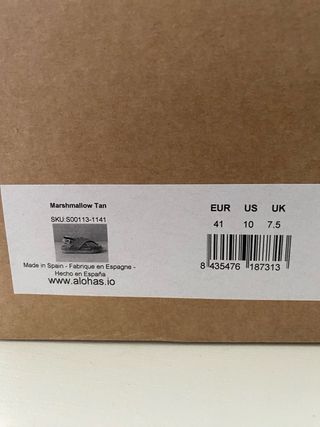 Marshmallow Tan
SKU:S00113-1141
Made in Spain - Fabrique en Espagne -
Hecho en España
www.alohas.io
EUR US UK
41 10 7.5
8 435476 187313